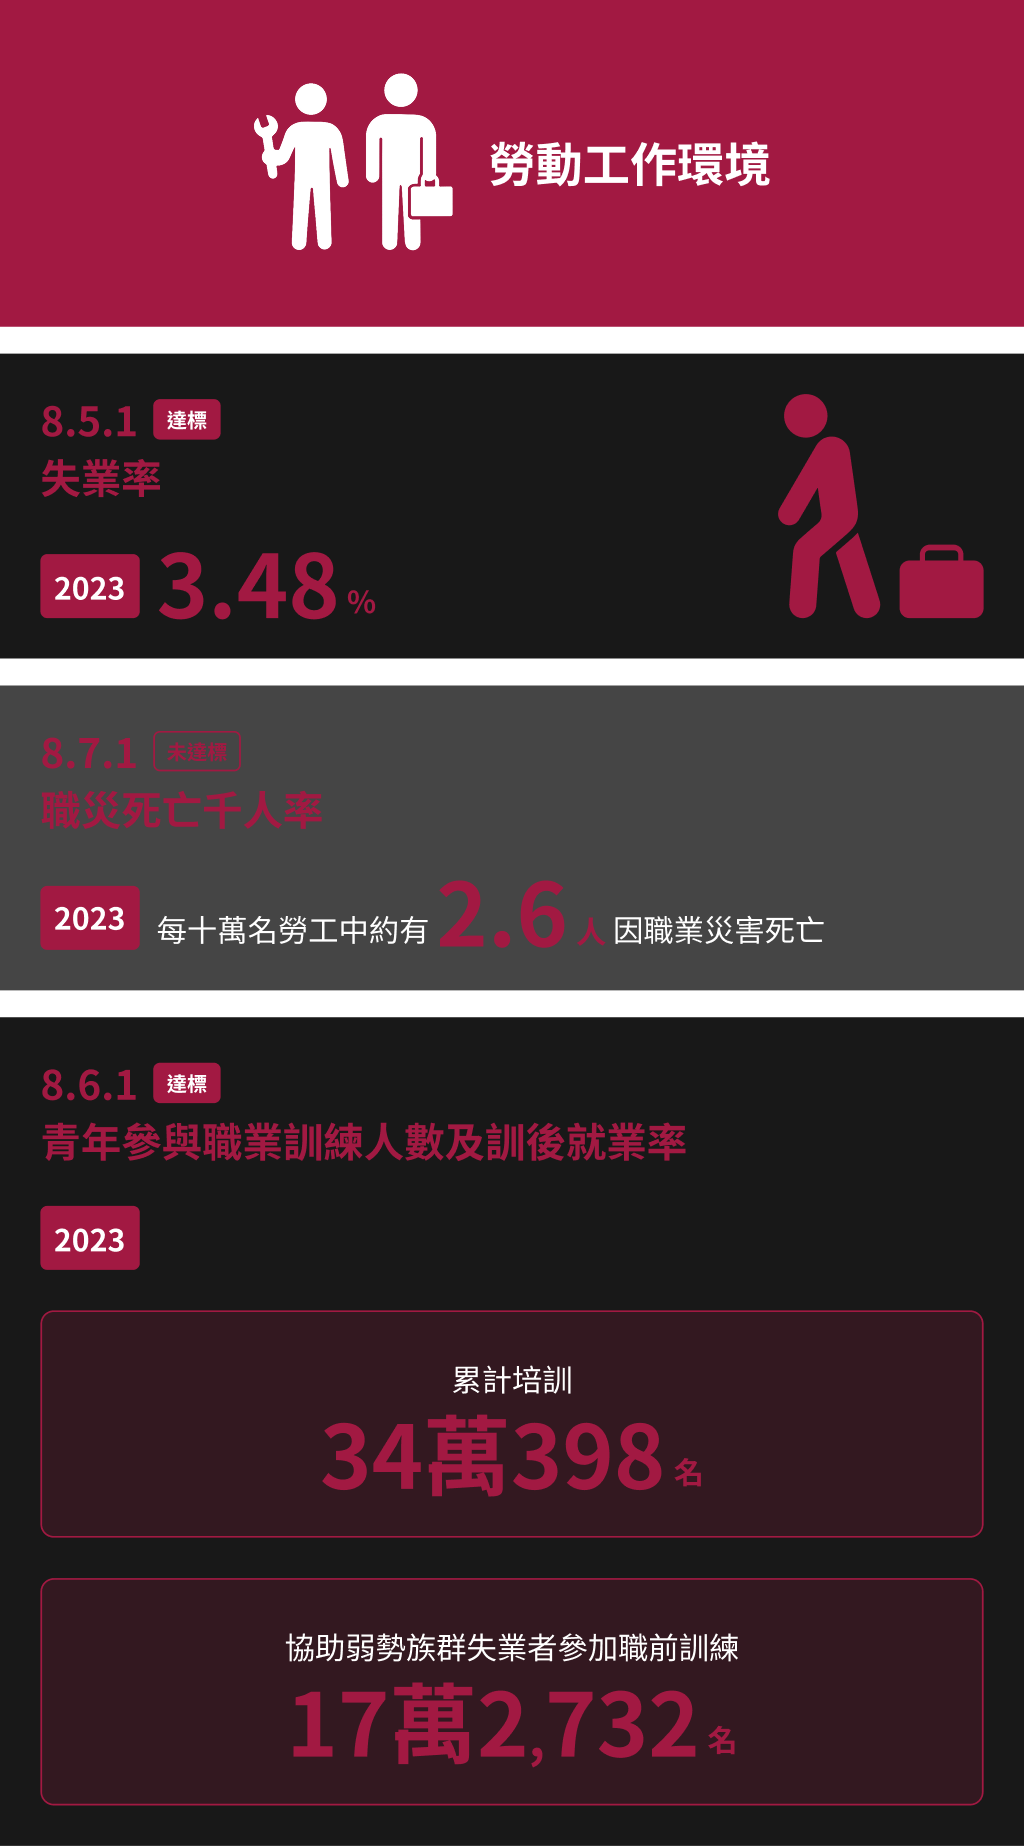 勞動工作環境
8.5.1 達標
失業率
2023 3.48 %
8.7.1 未達標
職災死亡千人率
2023 每十萬名勞工中約有 2.6 人 因職業災害死亡
8.6.1 達標
青年參與職業訓練人數及訓後就業率
2023
累計培訓
34萬398 名
協助弱勢族群失業者參加職前訓練
17萬2,732 名